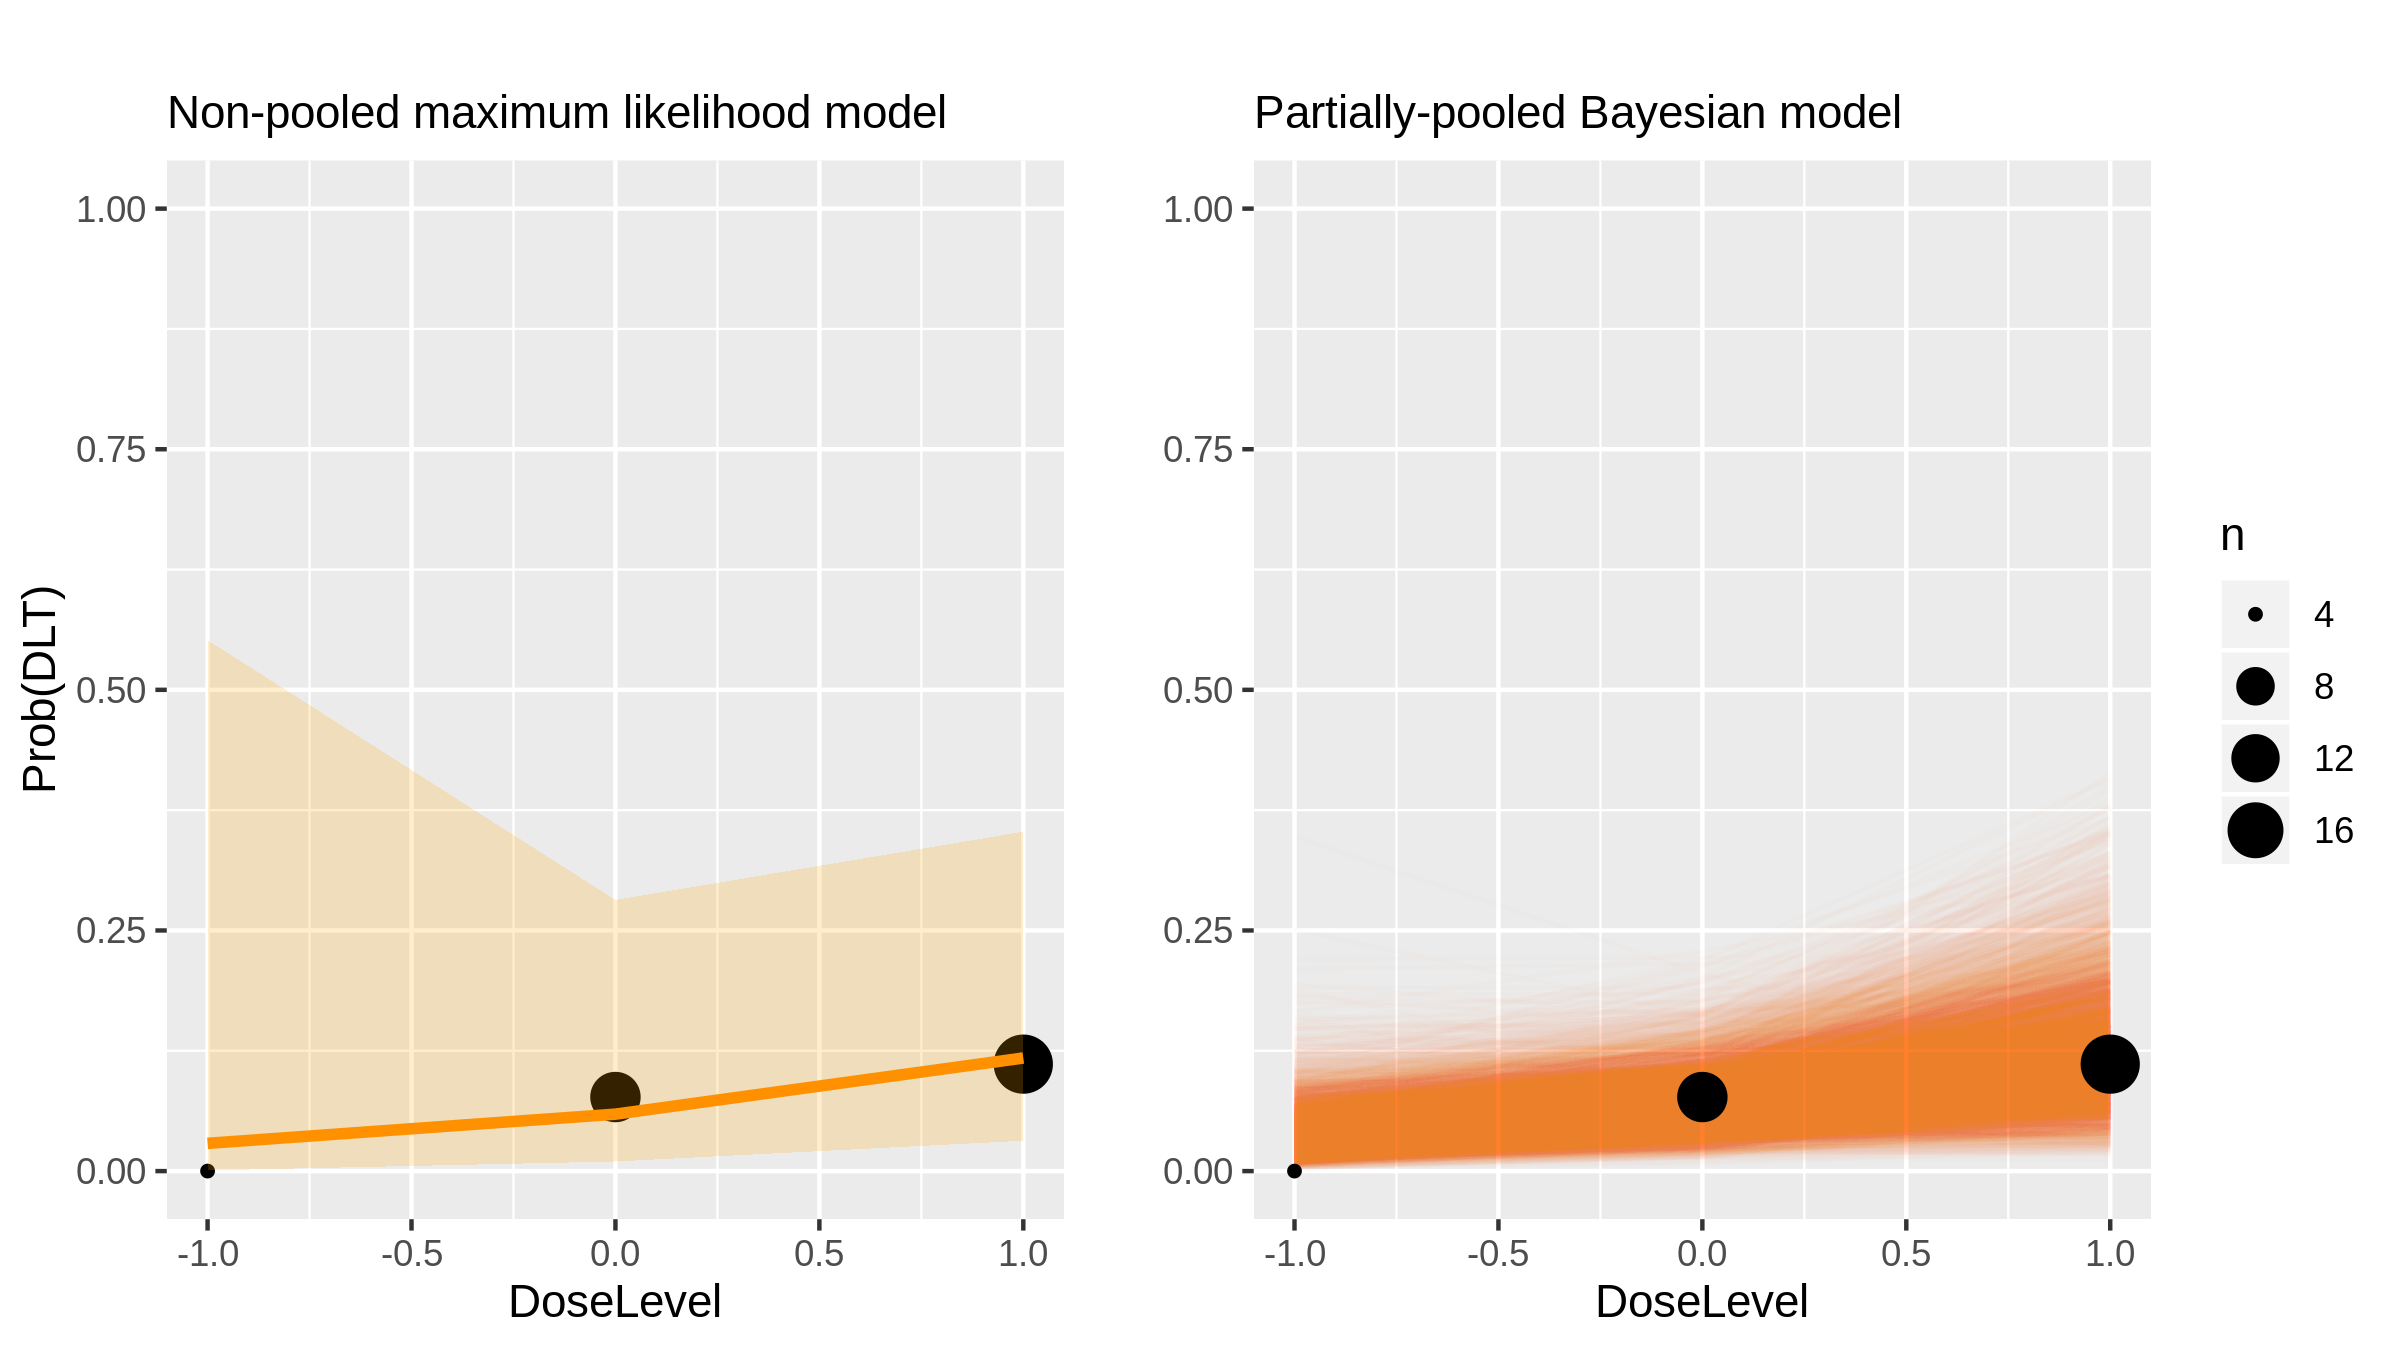 Non-pooled maximum likelihood model
Prob(DLT)
1.00
0.75
0.50
0.25
0.00
-1.0 -0.5 0.0 0.5 1.0
DoseLevel
Partially-pooled Bayesian model
1.00
0.75
0.50
0.25
0.00
-1.0 -0.5 0.0 0.5 1.0
DoseLevel
n
4
8
12
16